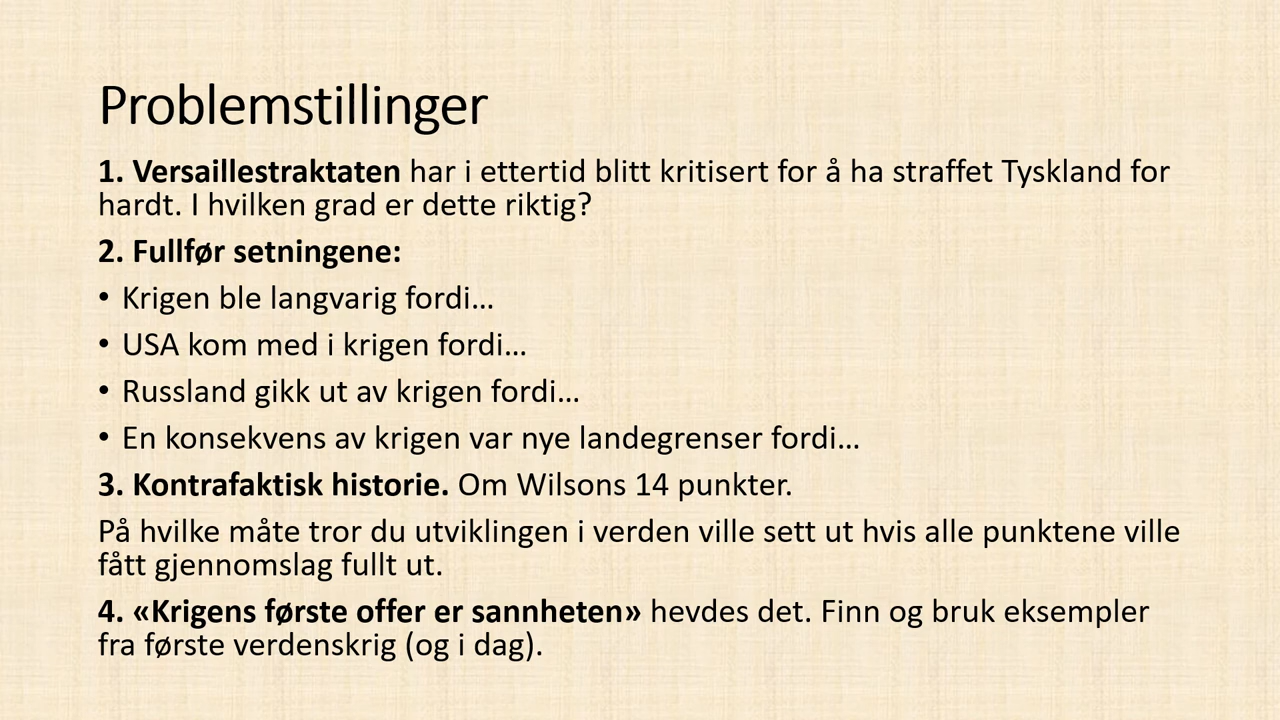 Problemstillinger
1. Versaillestraktaten har i ettertid blitt kritisert for å ha straffet Tyskland for
hardt. I hvilken grad er dette riktig?
2. Fullfør setningene:
• Krigen ble langvarig fordi…
• USA kom med i krigen fordi…
• Russland gikk ut av krigen fordi…
• En konsekvens av krigen var nye landegrenser fordi…
3. Kontrafaktisk historie. Om Wilsons 14 punkter.
På hvilke måte tror du utviklingen i verden ville sett ut hvis alle punktene ville
fått gjennomslag fullt ut.
4. «Krigens første offer er sannheten» hevdes det. Finn og bruk eksempler
fra første verdenskrig (og i dag).